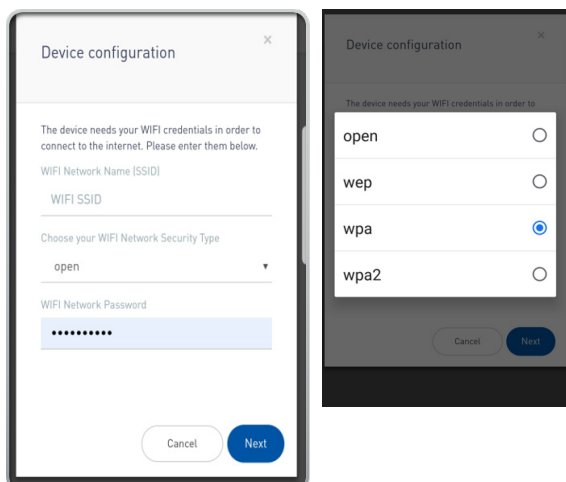 Device configuration
×
The device needs your WIFI credentials in order to
connect to the internet. Please enter them below.
WIFI Network Name (SSID)
WIFI SSID
Choose your WIFI Network Security Type
open
WIFI Network Password
••••••••••
Cancel
Next
Device configuration
×
The device needs your WIFI credentials in order to
open
wep
wpa
wpa2
Cancel
Next